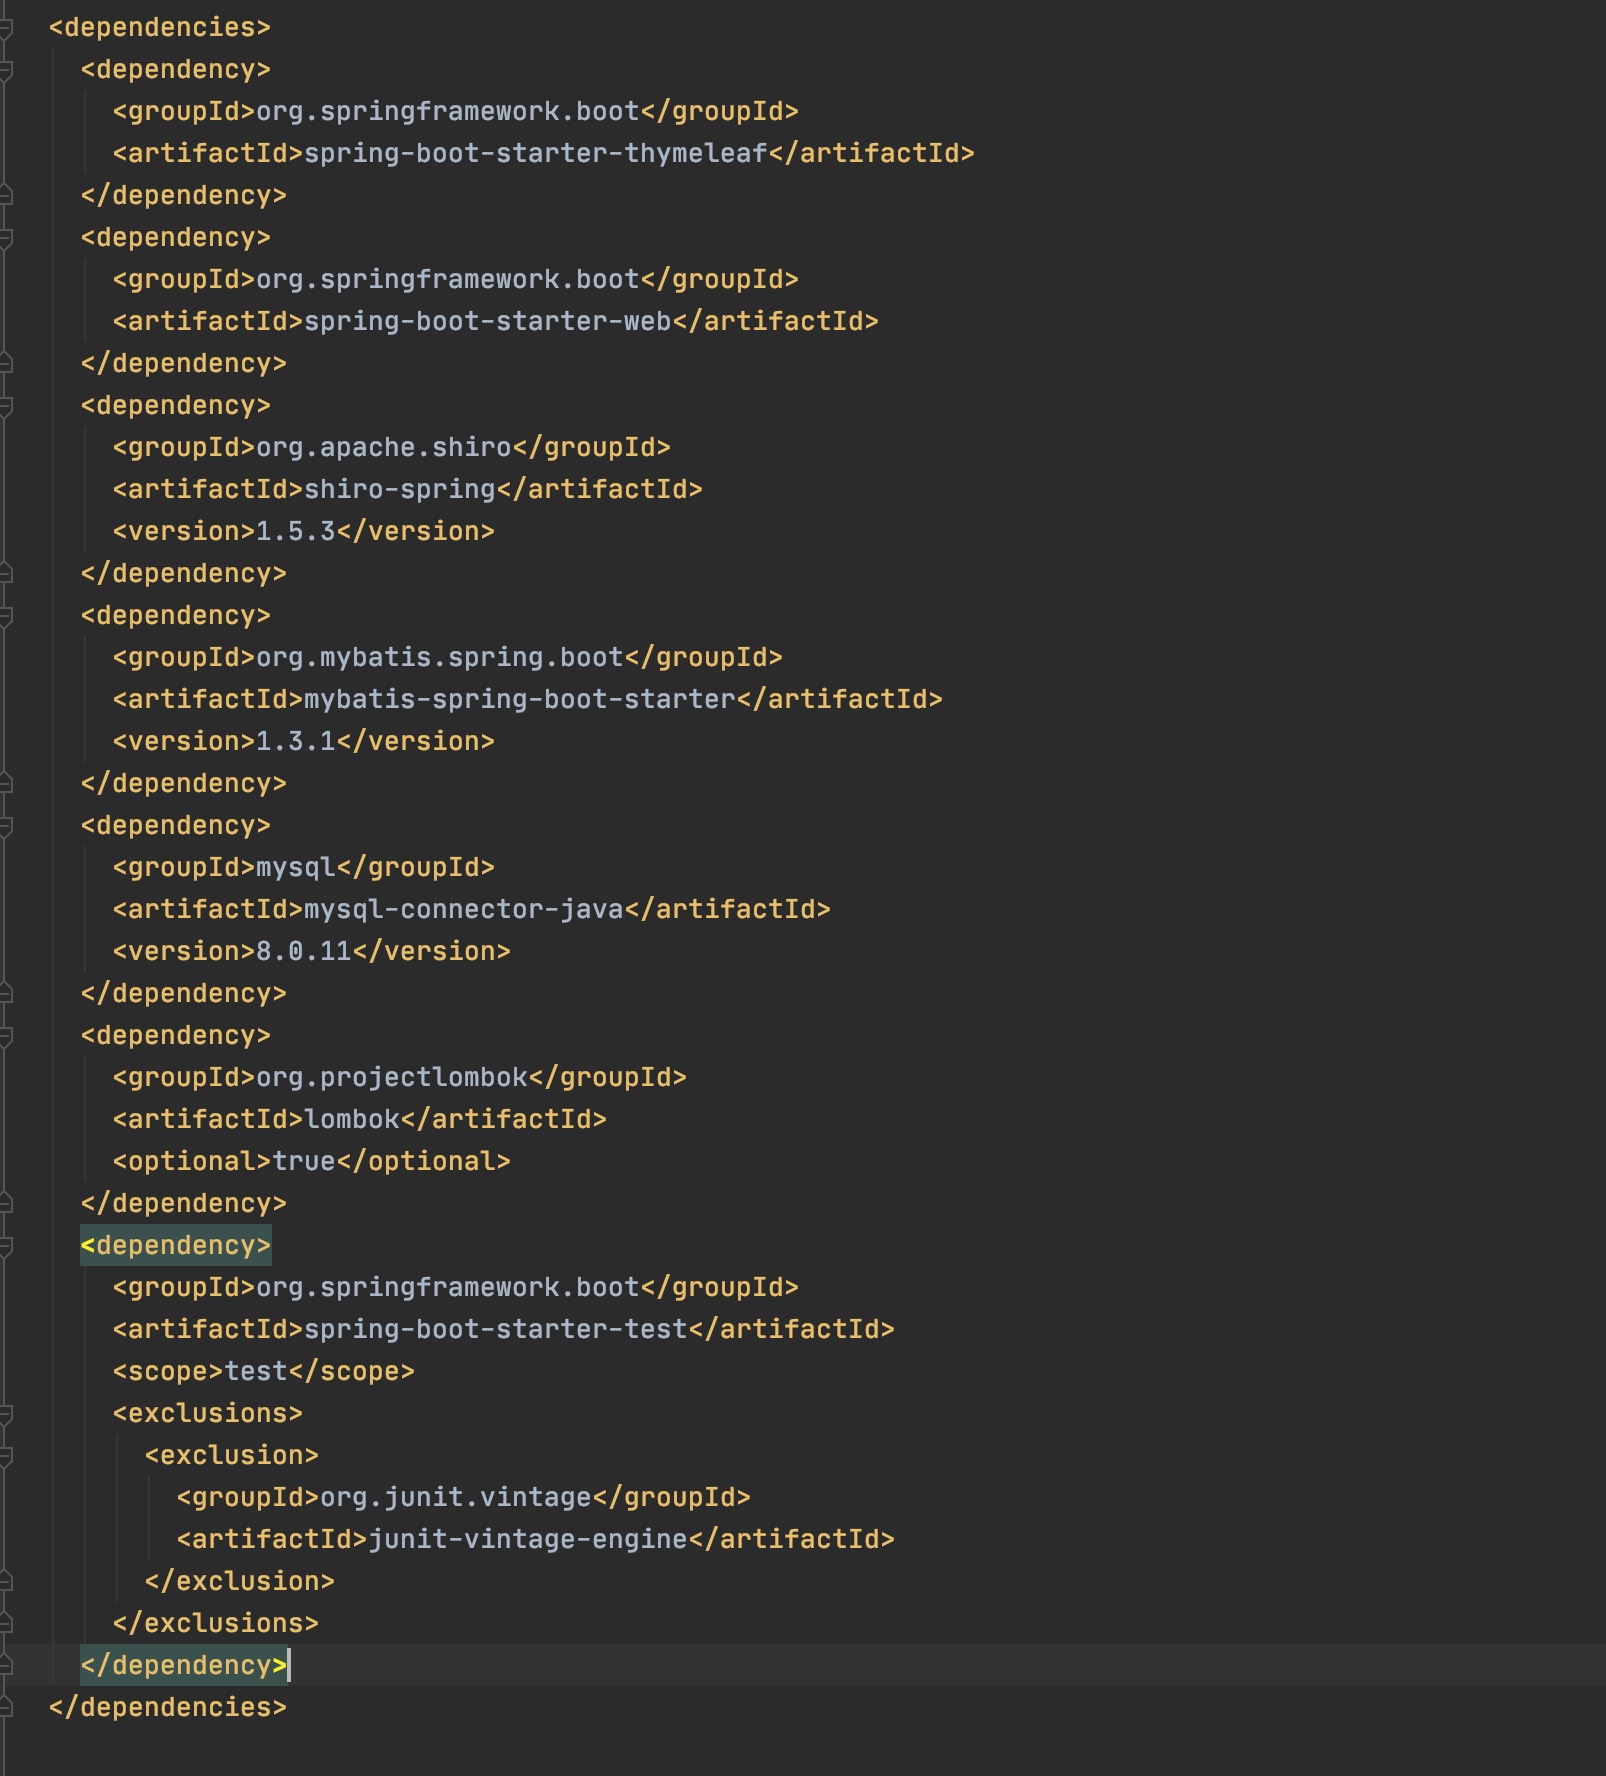 <dependencies>
<dependency>
<groupId>org.springframework.boot</groupId>
<artifactId>spring-boot-starter-thymeleaf</artifactId>
</dependency>
<dependency>
<groupId>org.springframework.boot</groupId>
<artifactId>spring-boot-starter-web</artifactId>
</dependency>
<dependency>
<groupId>org.apache.shiro</groupId>
<artifactId>shiro-spring</artifactId>
<version>1.5.3</version>
</dependency>
<dependency>
<groupId>org.mybatis.spring.boot</groupId>
<artifactId>mybatis-spring-boot-starter</artifactId>
<version>1.3.1</version>
</dependency>
<dependency>
<groupId>mysql</groupId>
<artifactId>mysql-connector-java</artifactId>
<version>8.0.11</version>
</dependency>
<dependency>
<groupId>org.projectlombok</groupId>
<artifactId>lombok</artifactId>
<optional>true</optional>
</dependency>
<dependency>
<groupId>org.springframework.boot</groupId>
<artifactId>spring-boot-starter-test</artifactId>
<scope>test</scope>
<exclusions>
<exclusion>
<groupId>org.junit.vintage</groupId>
<artifactId>junit-vintage-engine</artifactId>
</exclusion>
</exclusions>
</dependency>
</dependencies>